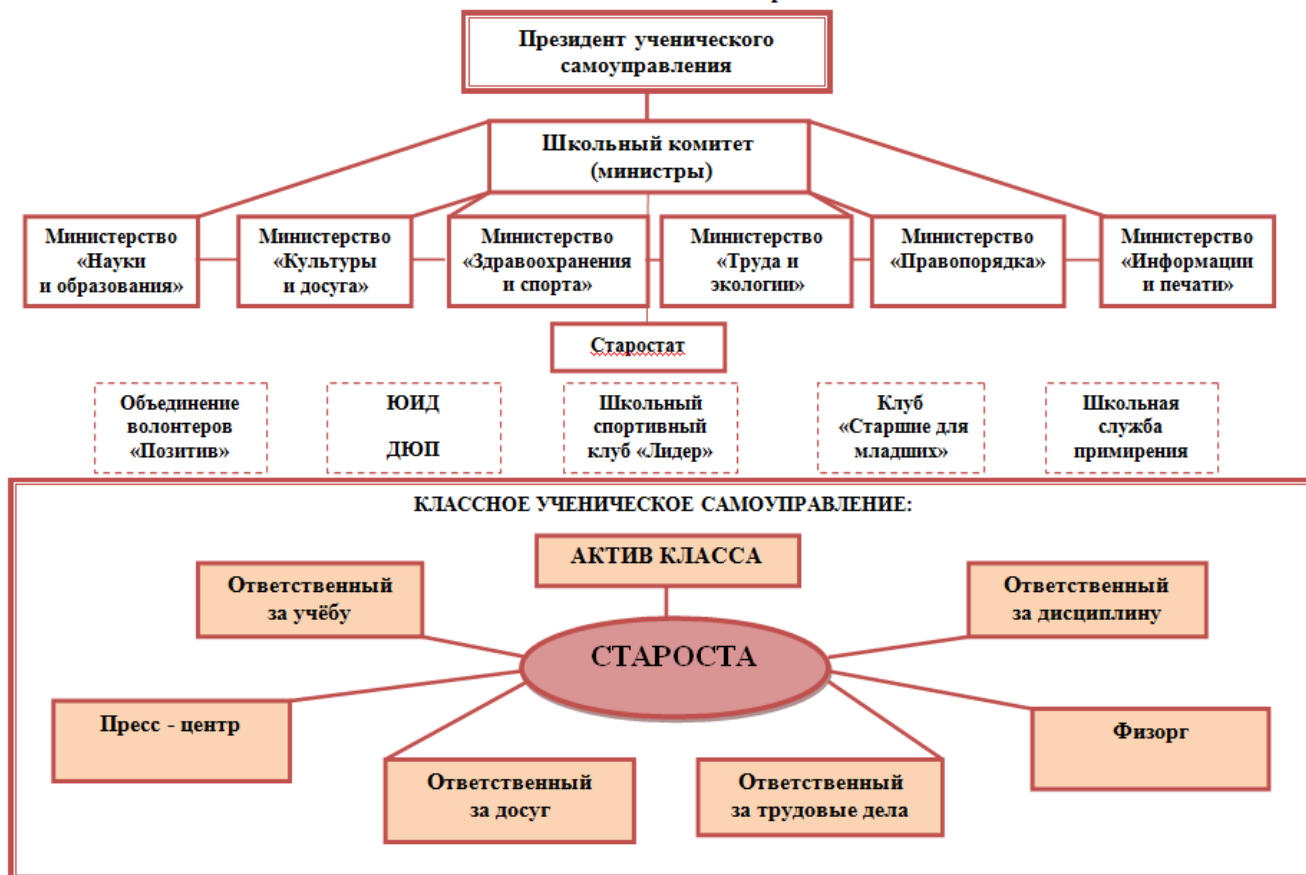 Президент ученического
самоуправления
Школьный комитет
(министры)
Министерство
«Науки
и образования»
Министерство
«Культуры
и досуга»
Министерство
«Здравоохранения
и спорта»
Министерство
«Труда и
экологии»
Министерство
«Правопорядка»
Министерство
«Информации
и печати»
Старостат
Объединение
волонтеров
«Позитив»
ЮИД
ДЮП
Школьный
спортивный
клуб «Лидер»
Клуб
«Старшие для
младших»
Школьная
служба
примирения
КЛАССНОЕ УЧЕНИЧЕСКОЕ САМОУПРАВЛЕНИЕ:
АКТИВ КЛАССА
Ответственный
за учёбу
Ответственный
за дисциплину
СТАРОСТА
Пресс - центр
Физорг
Ответственный
за досуг
Ответственный
за трудовые дела